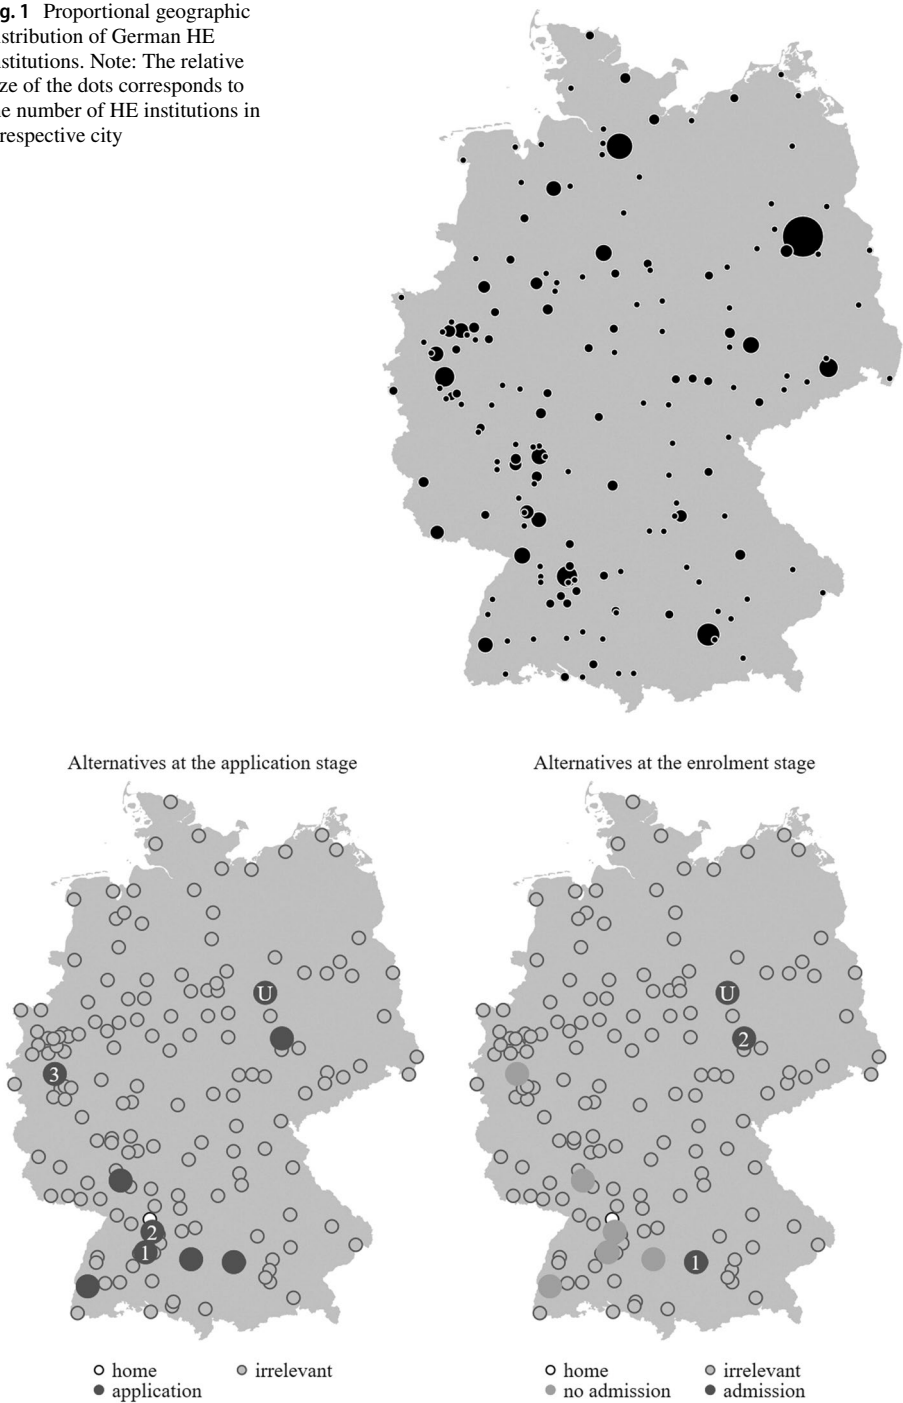 g. 1 Proportional geographic
istribution of German HE
nstitutions. Note: The relative
ze of the dots corresponds to
e number of HE institutions in
respective city
Alternatives at the application stage
Alternatives at the enrolment stage
U
U
2
3
2
1
1
home
irrelevant
application
home
irrelevant
no admission
admission